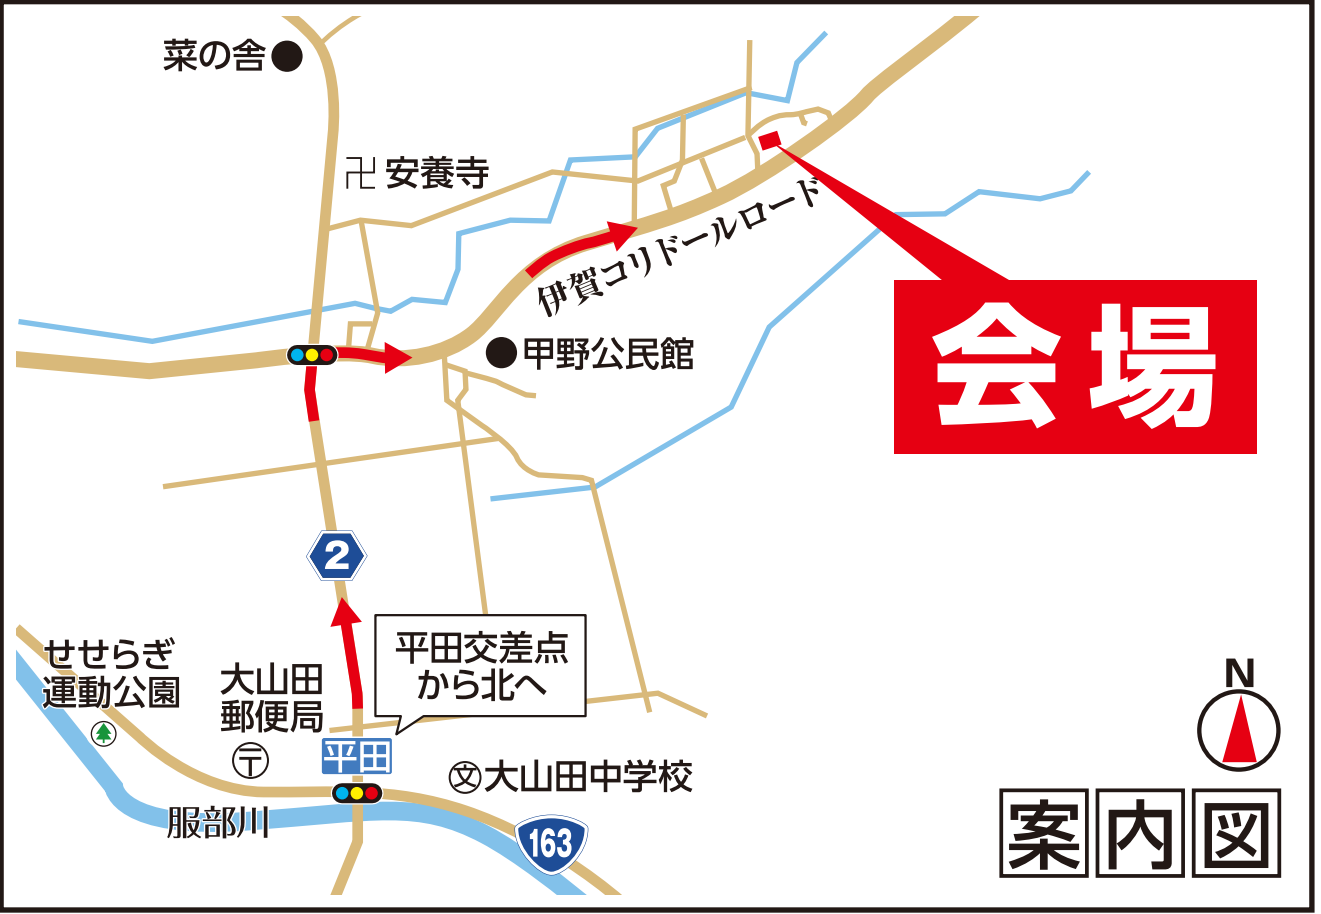 菜の舎
卍 安養寺
伊賀コリドールロード
会場
甲野公民館
2
平田交差点
から北へ
せせらぎ
運動公園
大山田
郵便局
〒
平田
文 大山田中学校
服部川
163
N
案内図